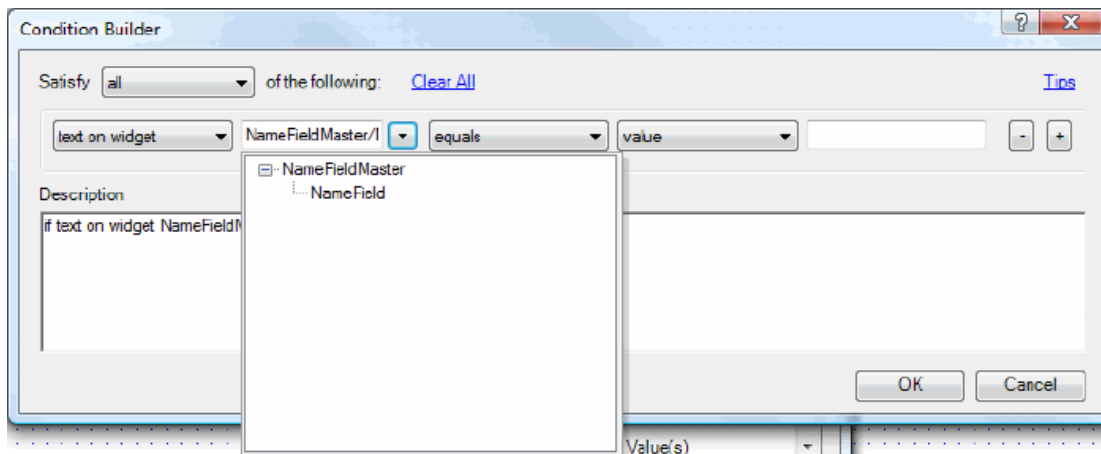 Condition Builder
Satisfy all of the following: Clear All Tips
text on widget NameFieldMaster/I equals value - +
NameFieldMaster
NameField
Description
if text on widget NameFieldM
OK Cancel
Value(s)